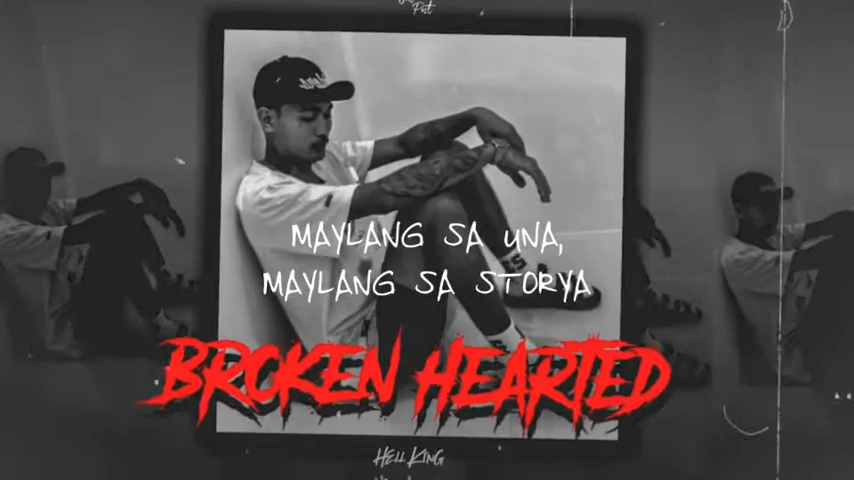 MAYLANG SA UNA,
MAYLANG SA STORYA
BROKEN HEARTED
HELL KING